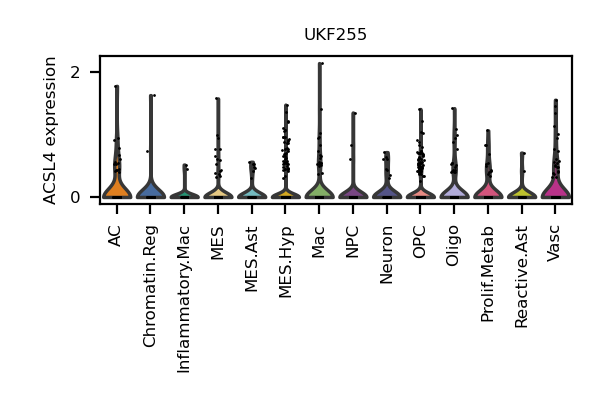 UKF255
ACSL4 expression
2
0
AC
Chromatin.Reg
Inflammatory.Mac
MES
MES.Ast
MES.Hyp
Mac
NPC
Neuron
OPC
Oligo
Prolif.Metab
Reactive.Ast
Vasc